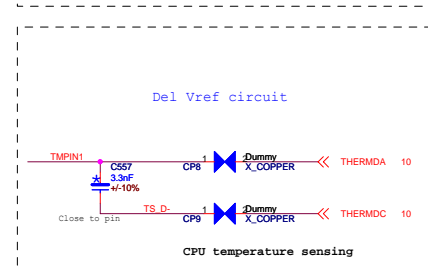 Del Vref circuit
TMPIN1
C557
*
3.3nF
+/-10%
Close to pin
1
CP8
2
Dummy
X_COPPER
THERMDA 10
TS_D-
1
CP9
2
Dummy
X_COPPER
THERMDC 10
CPU temperature sensing